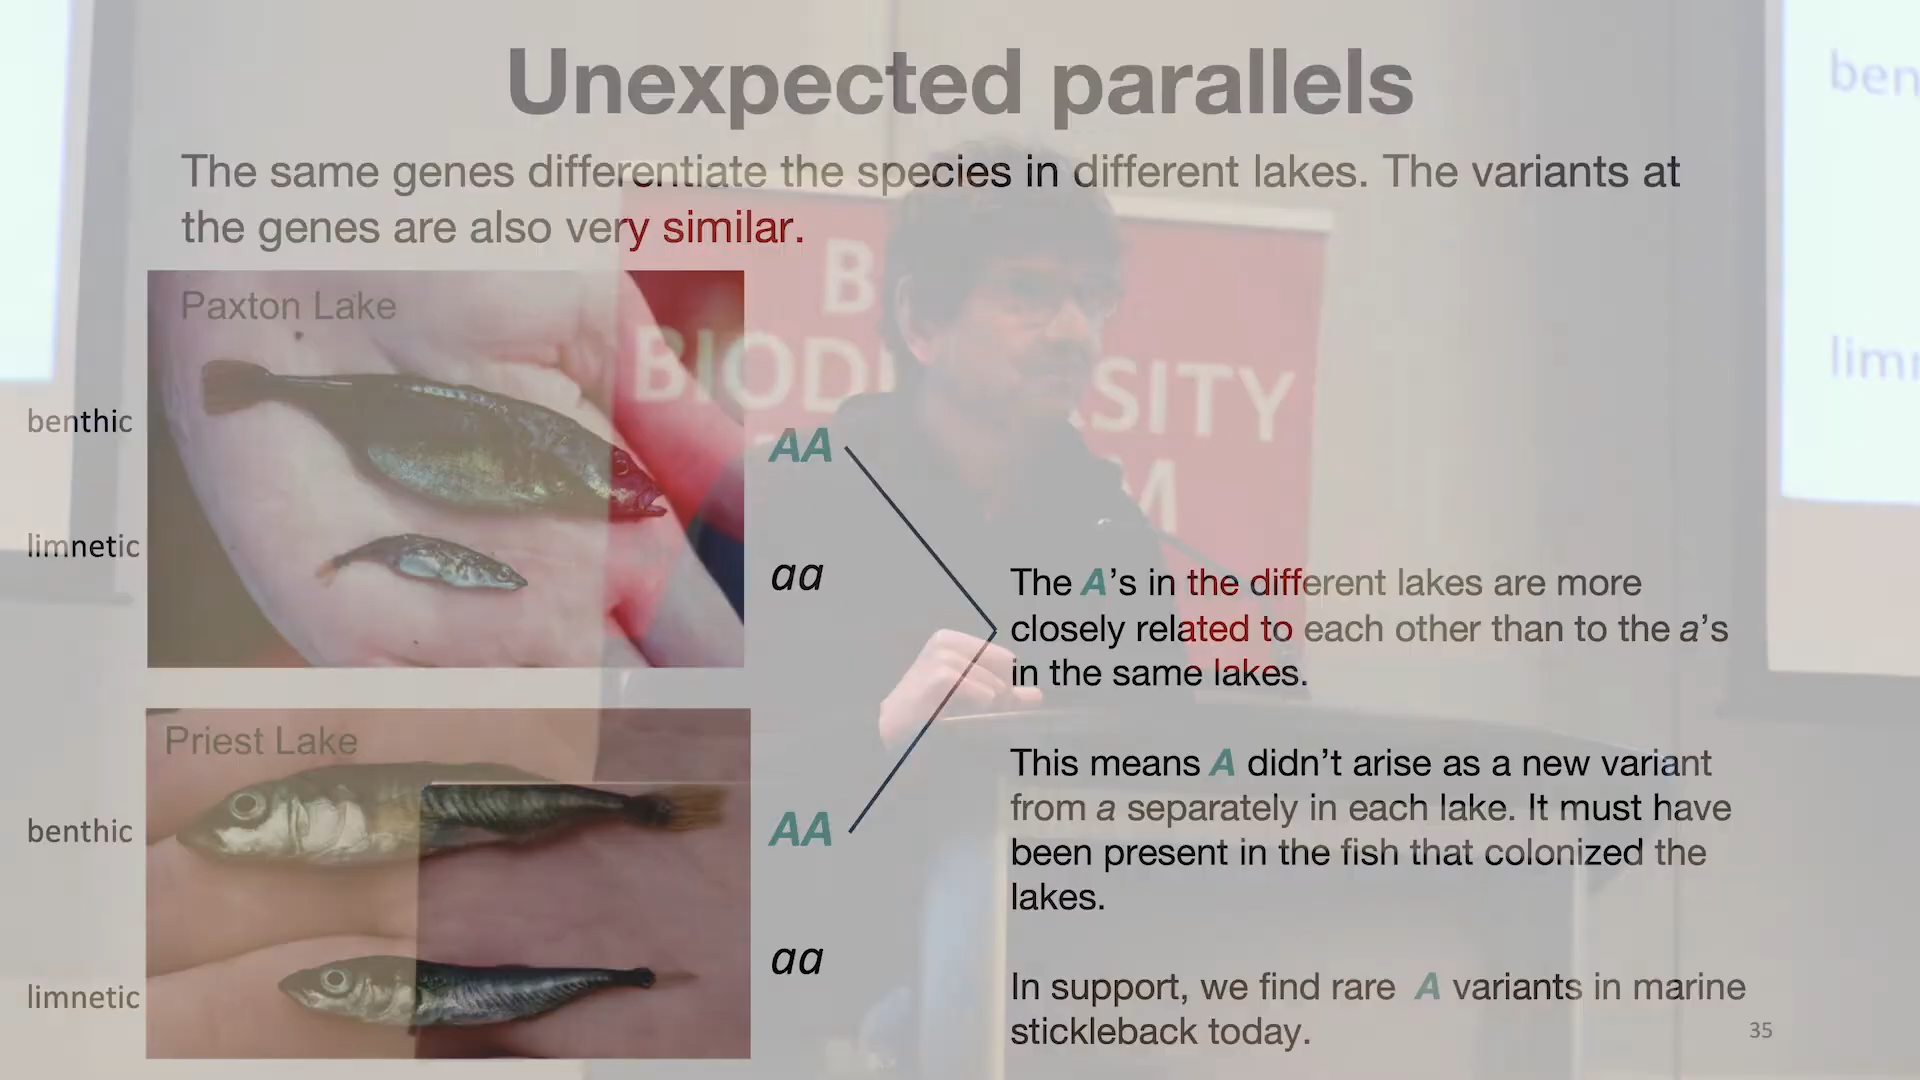 Unexpected parallels
The same genes differentiate the species in different lakes. The variants at
the genes are also very similar.
Paxton Lake
benthic
AA
limnetic
aa
The A's in the different lakes are more
closely related to each other than to the a's
in the same lakes.
Priest Lake
This means A didn't arise as a new variant
from a separately in each lake. It must have
been present in the fish that colonized the
lakes.
benthic
AA
aa
limnetic
In support, we find rare A variants in marine
stickleback today.
35